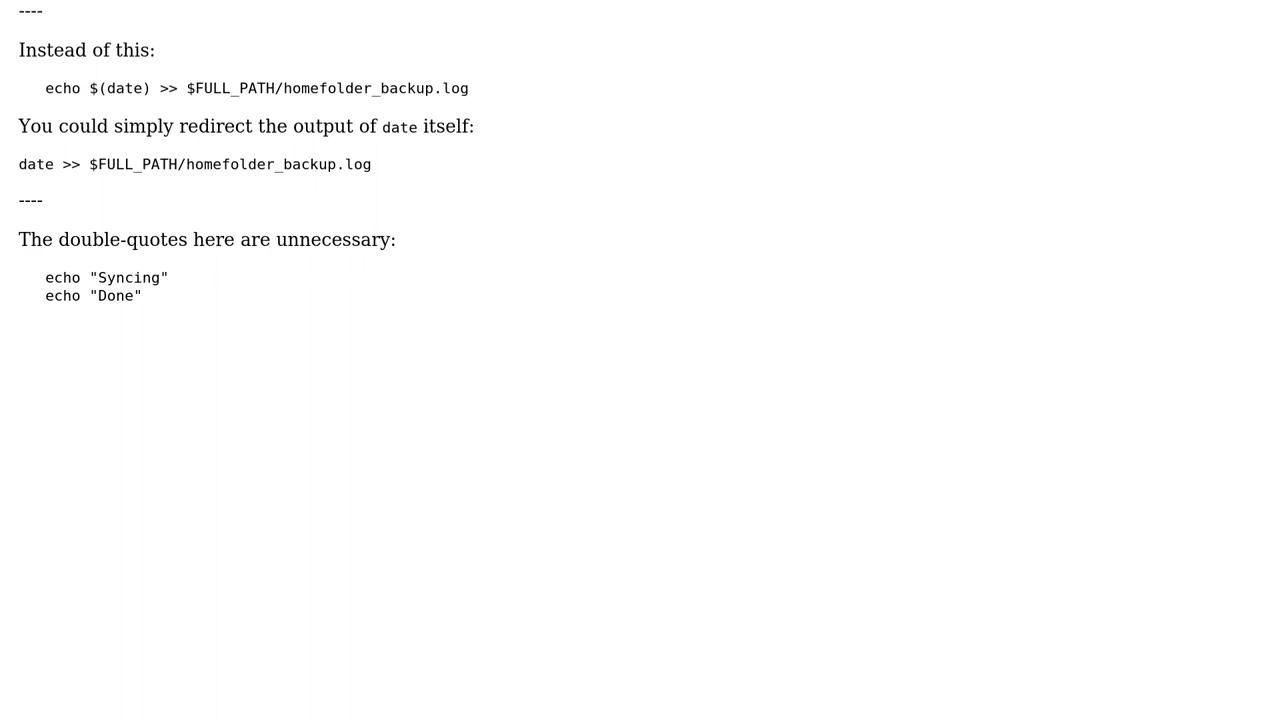 ----
Instead of this:
echo $(date) >> $FULL_PATH/homefolder_backup.log
You could simply redirect the output of date itself:
date >> $FULL_PATH/homefolder_backup.log
----
The double-quotes here are unnecessary:
echo "Syncing"
echo "Done"